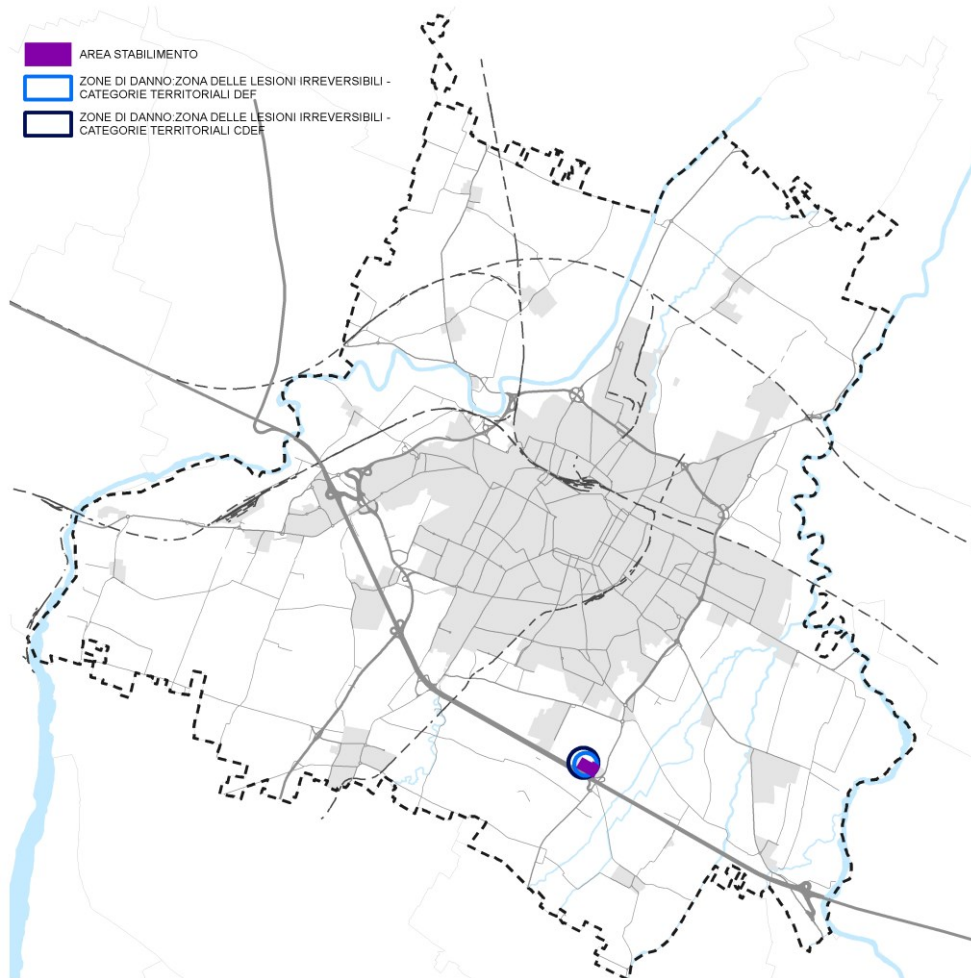 AREA STABILIMENTO
ZONE DI DANNO:ZONA DELLE LESIONI IRREVERSIBILI -
CATEGORIE TERRITORIALI DEF
ZONE DI DANNO:ZONA DELLE LESIONI IRREVERSIBILI -
CATEGORIE TERRITORIALI CDEF